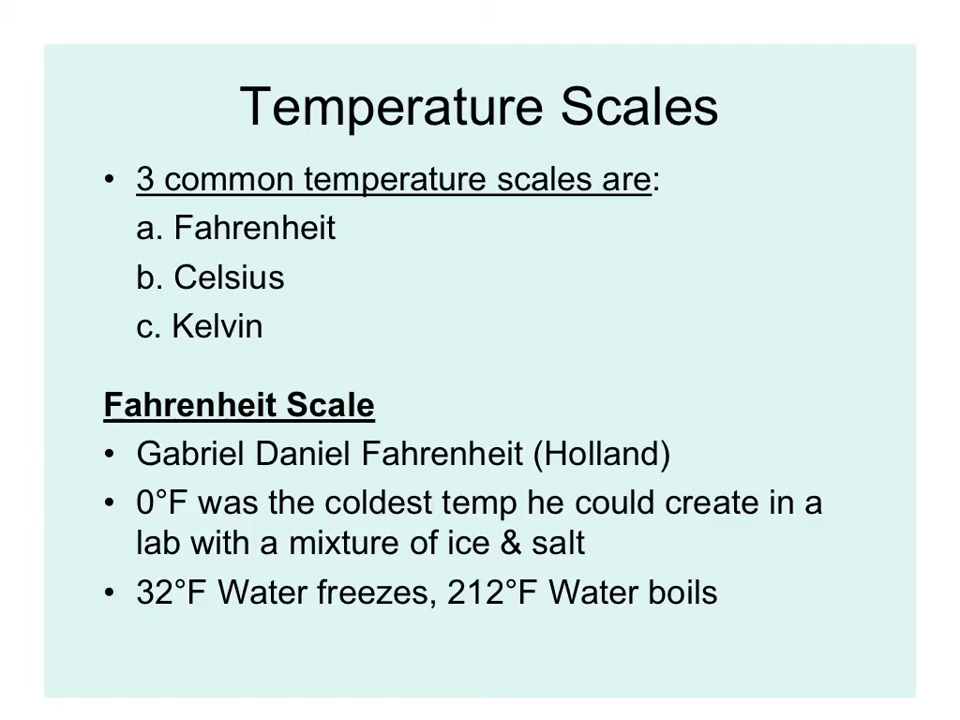 Temperature Scales
• 3 common temperature scales are:
a. Fahrenheit
b. Celsius
c. Kelvin
Fahrenheit Scale
• Gabriel Daniel Fahrenheit (Holland)
• 0°F was the coldest temp he could create in a
lab with a mixture of ice & salt
• 32°F Water freezes, 212°F Water boils